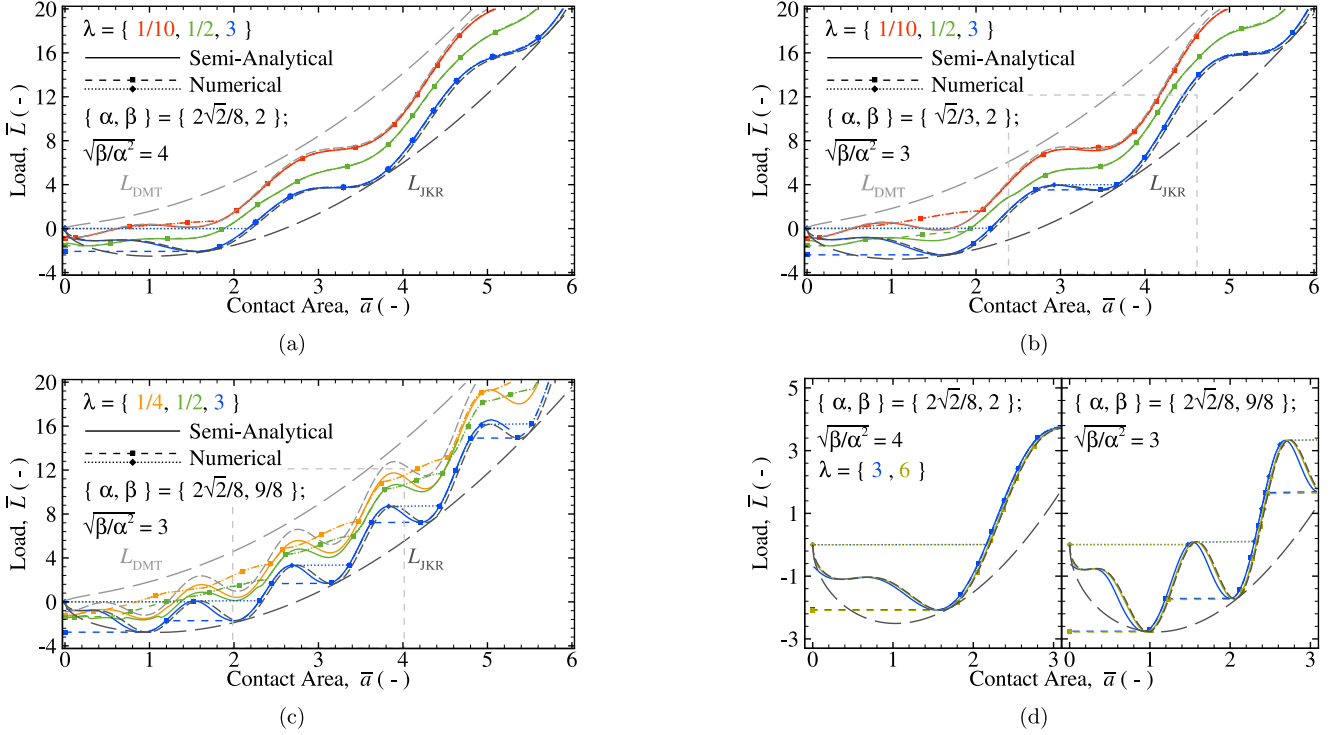 20
16
12
8
4
0
-4
Load, L̅ (-)
λ = { 1/10, 1/2, 3 }
Semi-Analytical
Numerical
{ α, β } = { 2√2/8, 2 };
√β/α² = 4
L_DMT
L_JKR
0 1 2 3 4 5 6
Contact Area, a̅ (-)
(a)
20
16
12
8
4
0
-4
Load, L̅ (-)
λ = { 1/10, 1/2, 3 }
Semi-Analytical
Numerical
{ α, β } = { √2/3, 2 };
√β/α² = 3
L_DMT
L_JKR
0 1 2 3 4 5 6
Contact Area, a̅ (-)
(b)
20
16
12
8
4
0
-4
Load, L̅ (-)
λ = { 1/4, 1/2, 3 }
Semi-Analytical
Numerical
{ α, β } = { 2√2/8, 9/8 };
√β/α² = 3
L_DMT
L_JKR
0 1 2 3 4 5 6
Contact Area, a̅ (-)
(c)
5
3
1
-1
-3
Load, L̅ (-)
{ α, β } = { 2√2/8, 2 };
√β/α² = 4
λ = { 3 , 6 }
{ α, β } = { 2√2/8, 9/8 };
√β/α² = 3
0 1 2 3 0 1 2 3
Contact Area, a̅ (-)
(d)